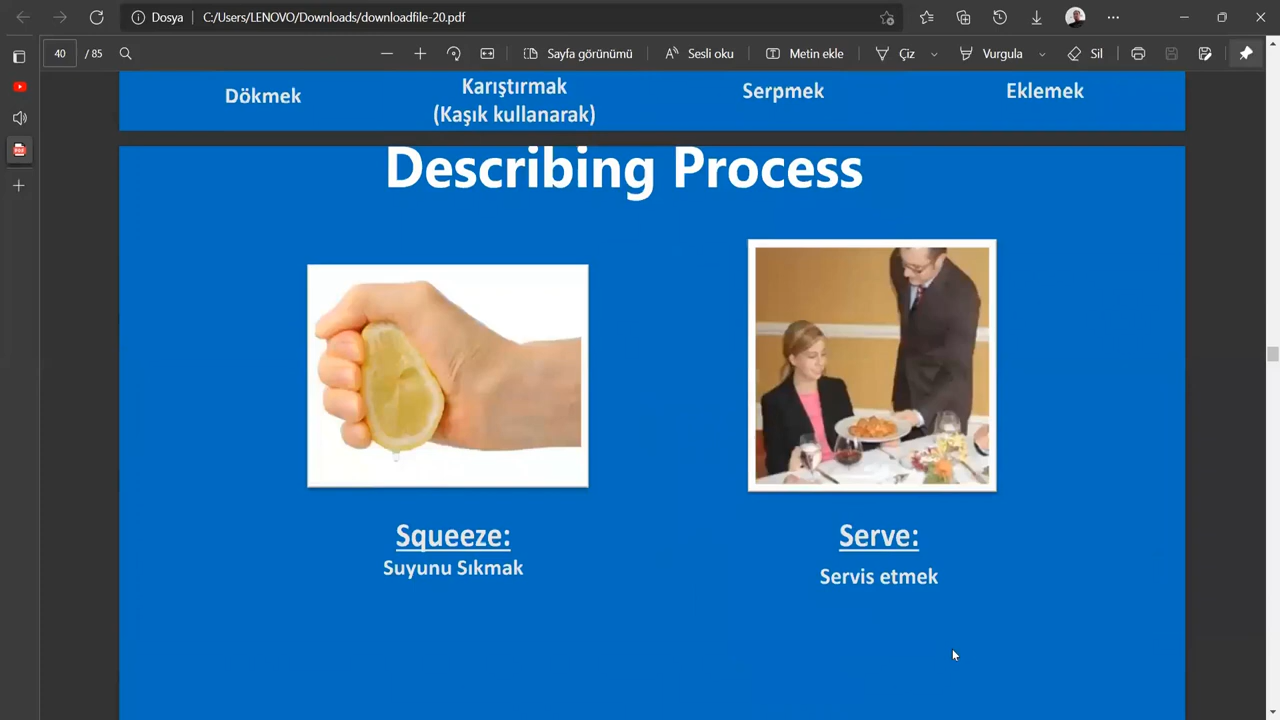 Dosya C:/Users/LENOVO/Downloads/downloadfile-20.pdf
40 / 85 Sayfa görünümü Sesli oku Metin ekle Çiz Vurgula Sil
Dökmek
Karıştırmak
(Kaşık kullanarak)
Serpmek
Eklemek
Describing Process
Squeeze:
Suyunu Sıkmak
Serve:
Servis etmek